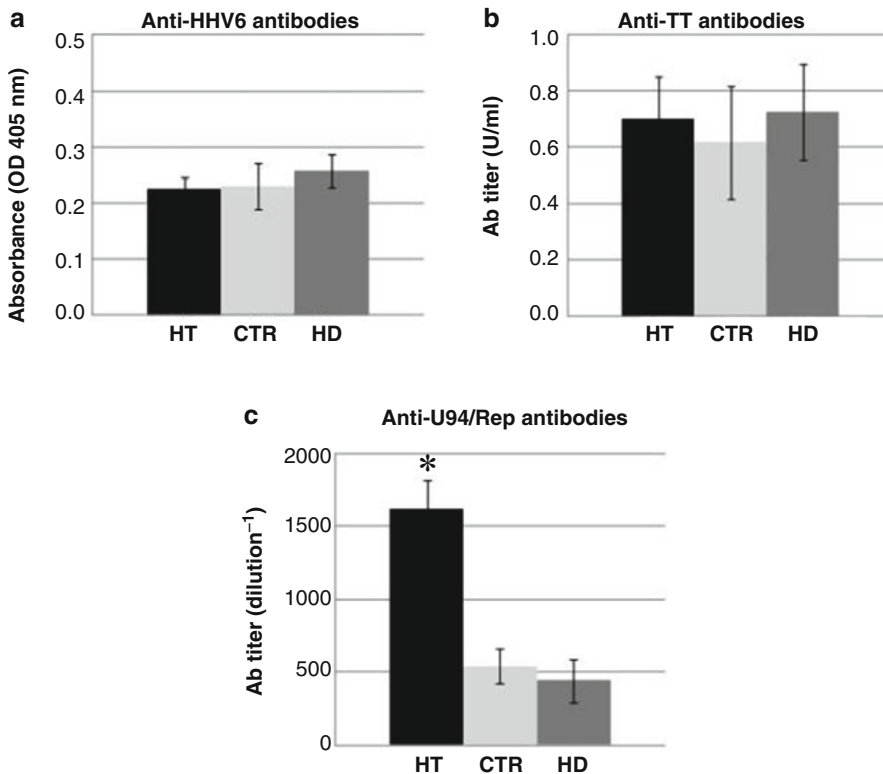 a
Anti-HHV6 antibodies
Absorbance (OD 405 nm)
0.5
0.4
0.3
0.2
0.1
0.0
HT CTR HD
b
Anti-TT antibodies
Ab titer (U/ml)
1.0
0.8
0.6
0.4
0.2
0.0
HT CTR HD
c
Anti-U94/Rep antibodies
Ab titer (dilution⁻¹)
2000
1500
1000
500
0
*
HT CTR HD